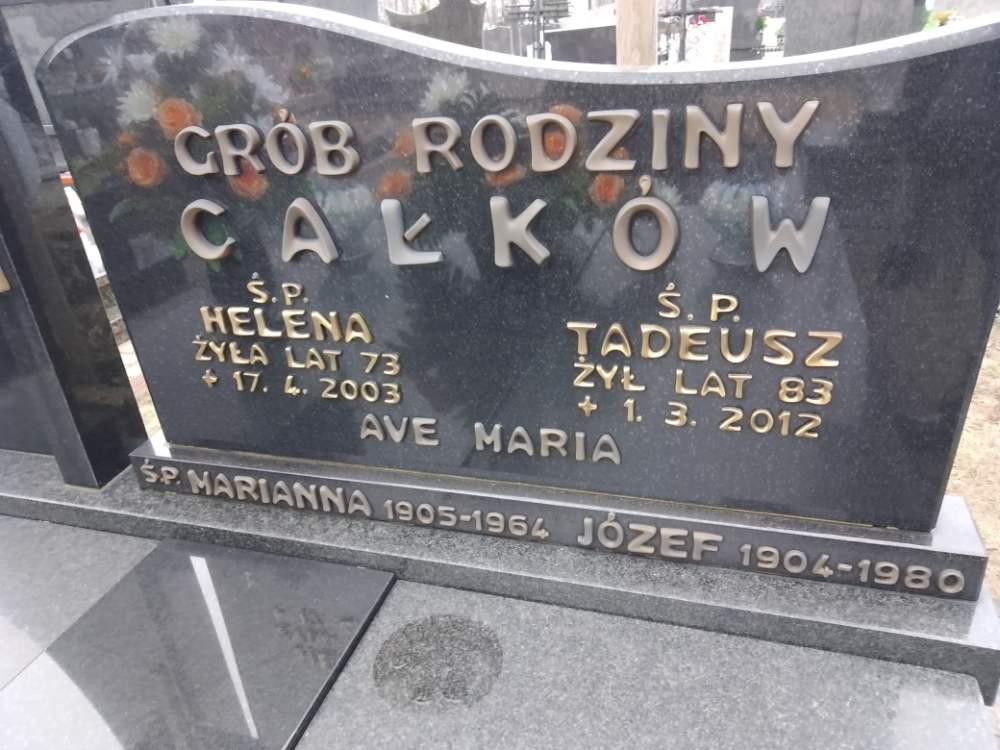 GRÓB RODZINY
CAŁKÓW
Ś.P.
HELENA
ŻYŁA LAT 73
+ 17. 4. 2003
Ś. P.
TADEUSZ
ŻYŁ LAT 83
+ 1. 3. 2012
AVE MARIA
Ś.P. MARIANNA 1905-1964 JÓZEF 1904-1980